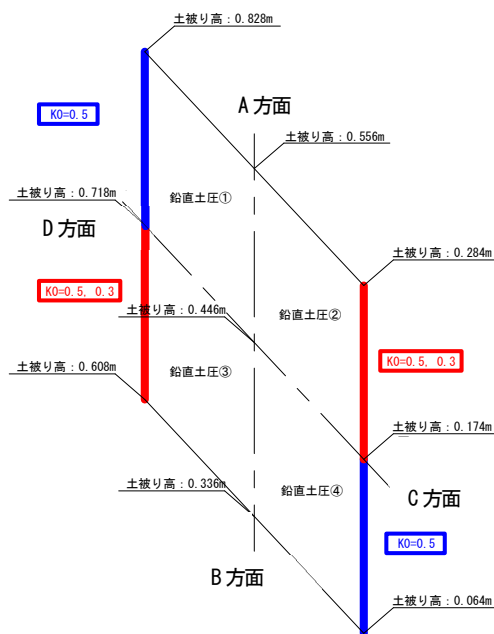 土被り高：0.828m
KO=0.5
A方面
土被り高：0.556m
土被り高：0.718m
鉛直土圧①
D方面
土被り高：0.284m
KO=0.5, 0.3
土被り高：0.446m
鉛直土圧②
KO=0.5, 0.3
土被り高：0.608m
鉛直土圧③
土被り高：0.174m
土被り高：0.336m
鉛直土圧④
C方面
KO=0.5
B方面
土被り高：0.064m